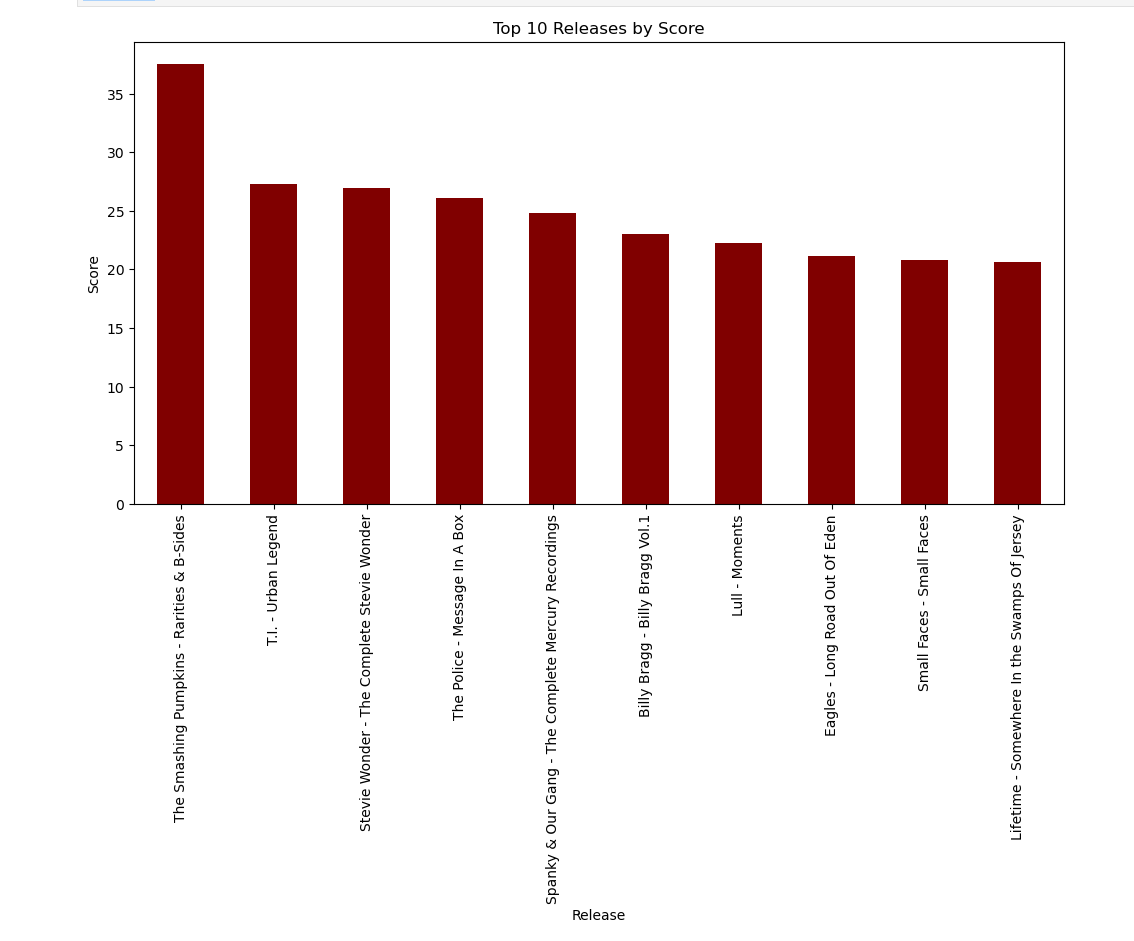 Top 10 Releases by Score
Score
35
30
25
20
15
10
5
0
The Smashing Pumpkins - Rarities & B-Sides
T.I. - Urban Legend
Stevie Wonder - The Complete Stevie Wonder
The Police - Message In A Box
Spanky & Our Gang - The Complete Mercury Recordings
Billy Bragg - Billy Bragg Vol.1
Lull - Moments
Eagles - Long Road Out Of Eden
Small Faces - Small Faces
Lifetime - Somewhere In the Swamps Of Jersey
Release